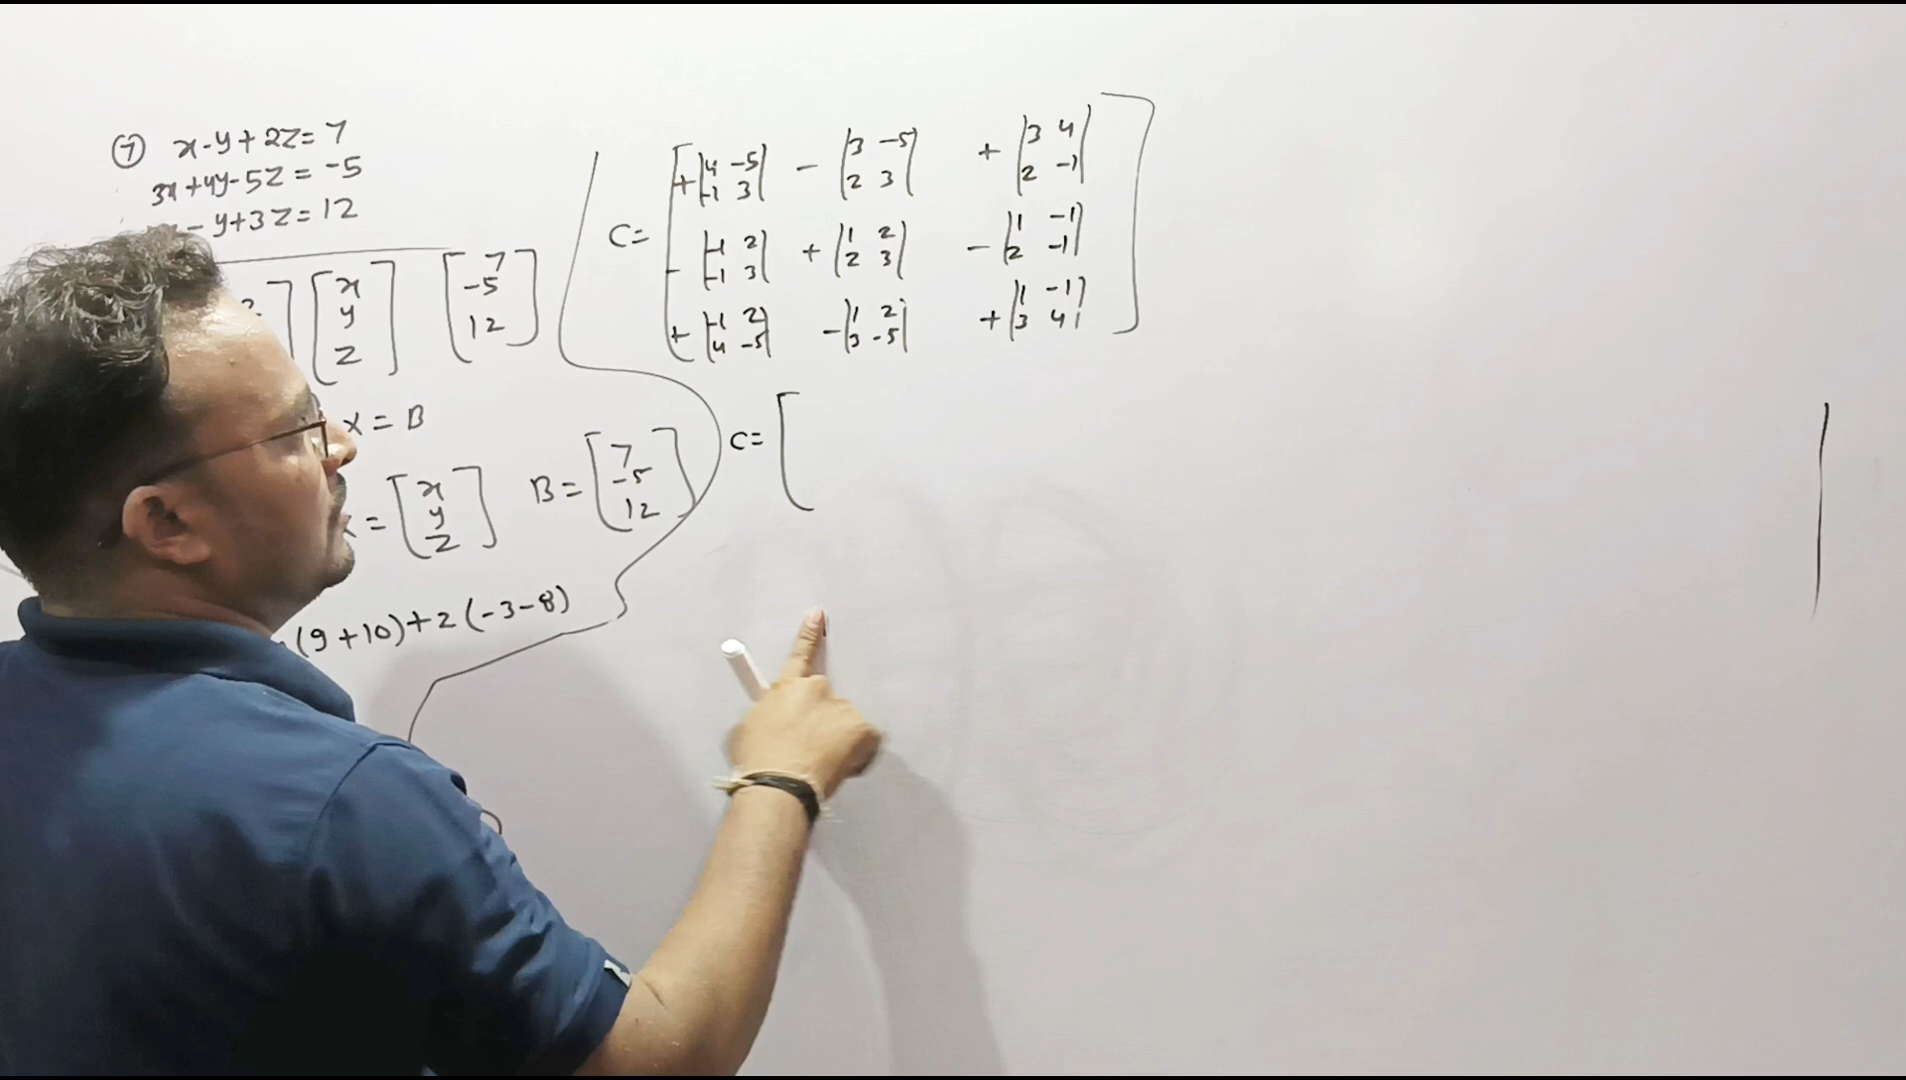 ⑦ x-y+2z=7
3x+4y-5z=-5
-y+3z=12
[x y z] [7 -5 12]
x=B
=[x y z] B=[7 -5 12]
(9+10)+2(-3-8)
C=[+|4 -5| -|3 -5| +|3 4|
|-1 3| |2 3| |2 -1|
-|-1 2| +|1 2| -|1 -1|
|-1 3| |2 3| |2 -1|
+|-1 2| -|1 2| +|1 -1|
|4 -5| |3 -5| |3 4|]
C=[